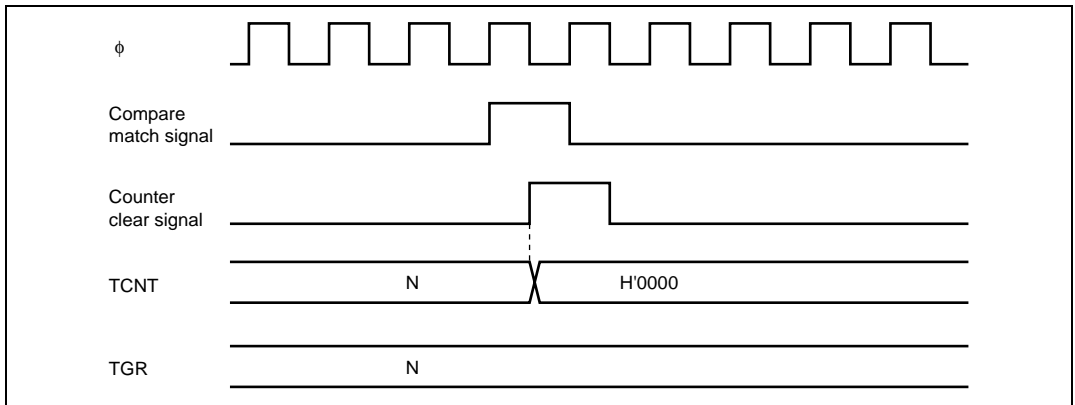 ϕ
Compare
match signal
Counter
clear signal
TCNT N H'0000
TGR N